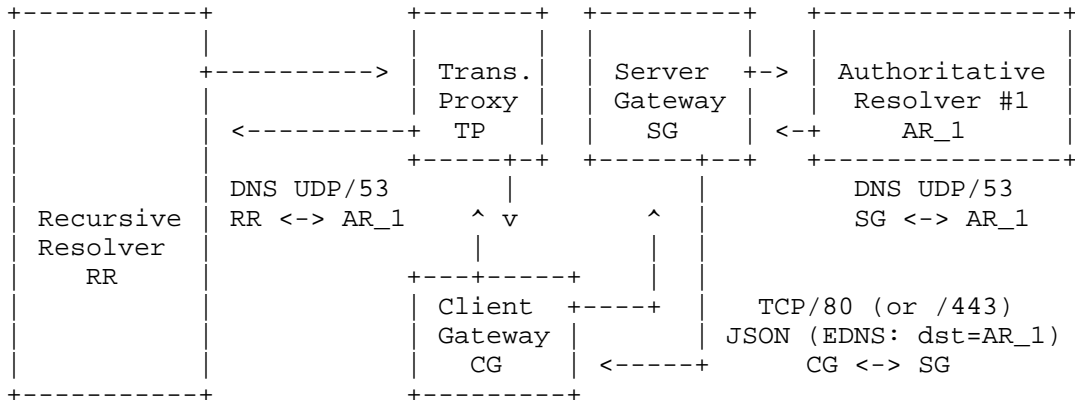 Trans. Server Authoritative
Proxy Gateway Resolver #1
TP SG AR_1
DNS UDP/53 DNS UDP/53
Recursive RR <-> AR_1 ^ v ^ SG <-> AR_1
Resolver
RR
Client TCP/80 (or /443)
Gateway JSON (EDNS: dst=AR_1)
CG CG <-> SG